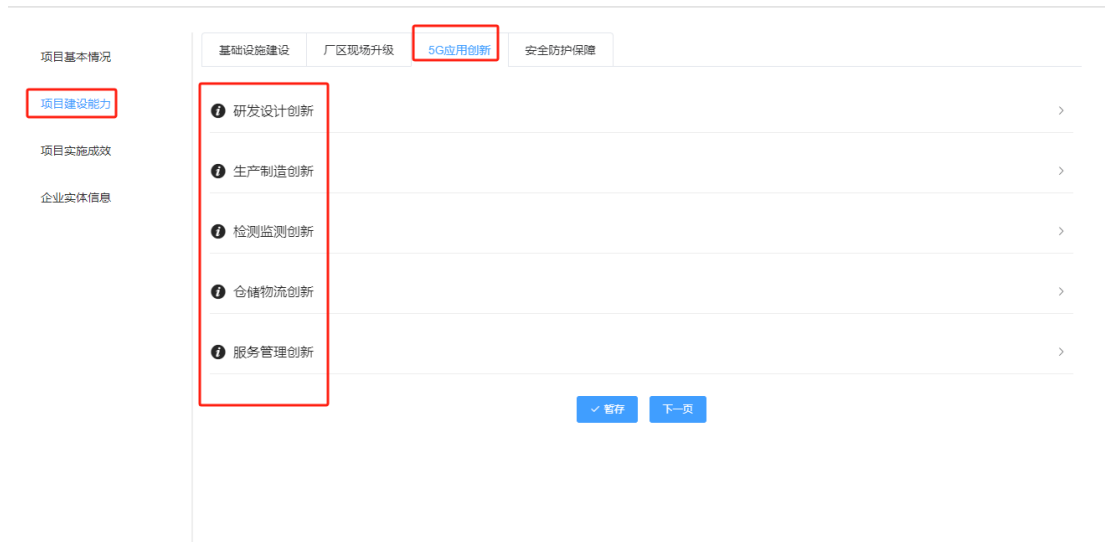 项目基本情况
项目建设能力
项目实施成效
企业实体信息
基础设施建设 厂区现场升级 5G应用创新 安全防护保障
研发设计创新
生产制造创新
检测监测创新
仓储物流创新
服务管理创新
暂存 下一页